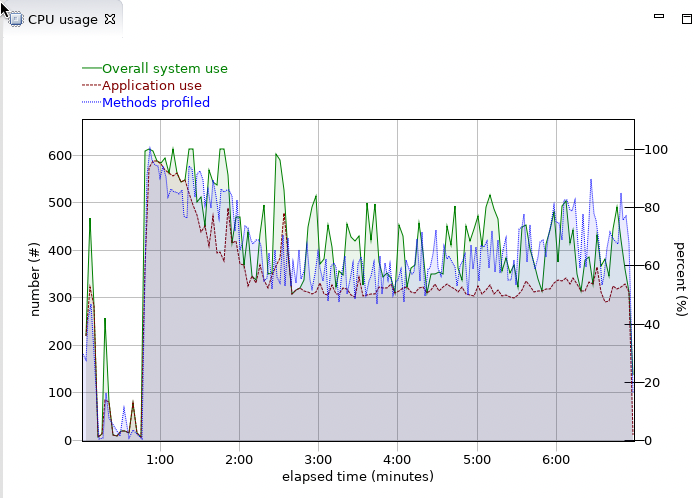 CPU usage
Overall system use
Application use
Methods profiled
600
500
400
300
200
100
0
100
80
60
40
20
0
number (#)
percent (%)
1:00 2:00 3:00 4:00 5:00 6:00
elapsed time (minutes)